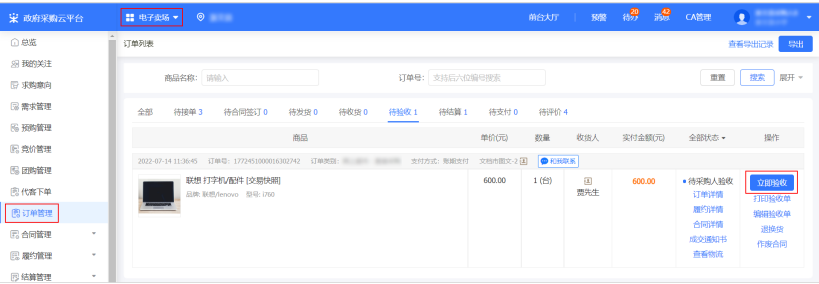 政府采购云平台 电子卖场 前台大厅 预警 待办 20 消息 42 CA管理
总览
我的关注
求购意向
需求管理
预购管理
竞价管理
团购管理
代客下单
订单管理
合同管理
履约管理
结算管理
订单列表 查看导出记录 导出
商品名称: 请输入 订单号: 支持后六位编号搜索 重置 搜索 展开
全部 待接单 3 待合同签订 0 待发货 0 待收货 0 待验收 1 待结算 1 待支付 0 待评价 4
商品 单价(元) 数量 收货人 实付金额(元) 全部状态 操作
2022-07-14 11:36:45 订单号: 1772451000016302742 订单类型: 支付方式: 账期支付 文档市图文-2 和我联系
联想 打字机/配件 [交易快照] 600.00 1 (台) 贾先生 600.00 待采购人验收 立即验收
品牌: 联想/lenovo 型号: i760
订单详情 打印验收单
履约详情 编辑验收单
合同详情 退换货
成交通知书 作废合同
查看物流